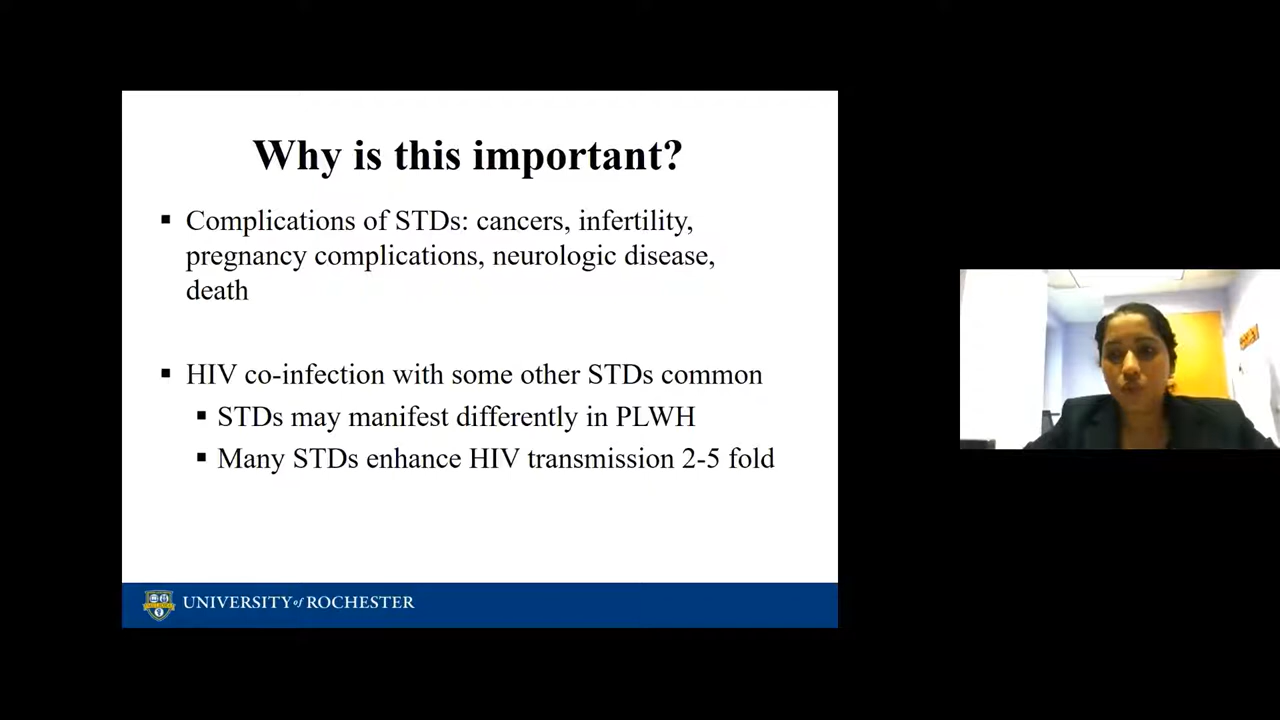 Why is this important?
▪ Complications of STDs: cancers, infertility,
pregnancy complications, neurologic disease,
death
▪ HIV co-infection with some other STDs common
▪ STDs may manifest differently in PLWH
▪ Many STDs enhance HIV transmission 2-5 fold
UNIVERSITY of ROCHESTER